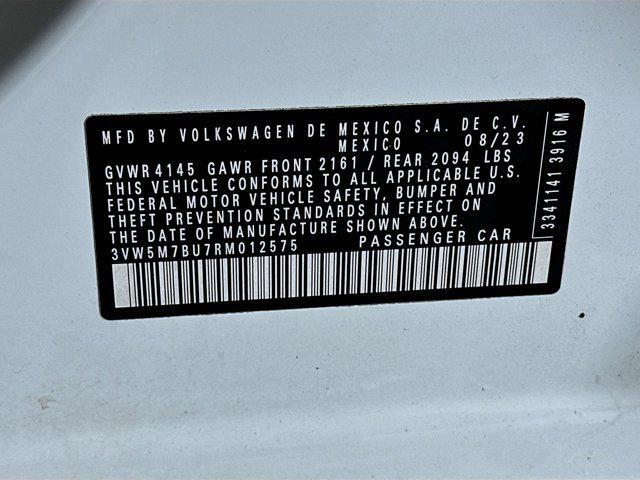 MFD BY VOLKSWAGEN DE MEXICO S.A. DE C.V.
MEXICO 08/23
GVWR 4145 GAWR FRONT 2161 / REAR 2094 LBS
THIS VEHICLE CONFORMS TO ALL APPLICABLE U.S.
FEDERAL MOTOR VEHICLE SAFETY, BUMPER AND
THEFT PREVENTION STANDARDS IN EFFECT ON
THE DATE OF MANUFACTURE SHOWN ABOVE.
3VW5M7BU7RM012575 PASSENGER CAR
3341141 3916 M